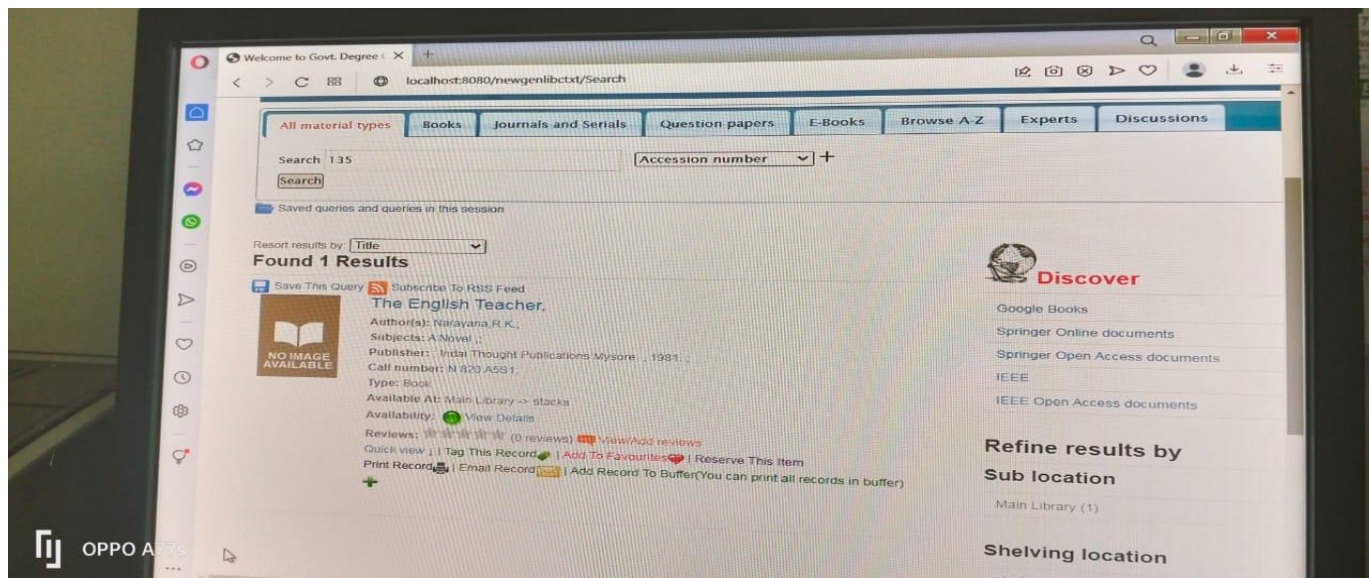 Welcome to Govt. Degree (
localhost:8080/newgenlibctxt/Search
All material types Books Journals and Serials Question papers E-Books Browse A-Z Experts Discussions
Search 135 Accession number
Search
Saved queries and queries in this session
Resort results by: Title
Found 1 Results
Save This Query Subscribe To RSS Feed
The English Teacher,
Author(s): Narayana,R.K.,
Subjects: A Novel ,;
Publisher: Indai Thought Publications Mysore , 1981
Call number: N 820 A5S1,
Type: Book
Available At: Main Library -> stacks
Availability: View Details
Reviews: (0 reviews) View/Add reviews
Quick view ↓ | Tag This Record | Add To Favourites | Reserve This Item
Print Record | Email Record | Add Record To Buffer(You can print all records in buffer)
NO IMAGE
AVAILABLE
Discover
Google Books
Springer Online documents
Springer Open Access documents
IEEE
IEEE Open Access documents
Refine results by
Sub location
Main Library (1)
Shelving location
OPPO A77s